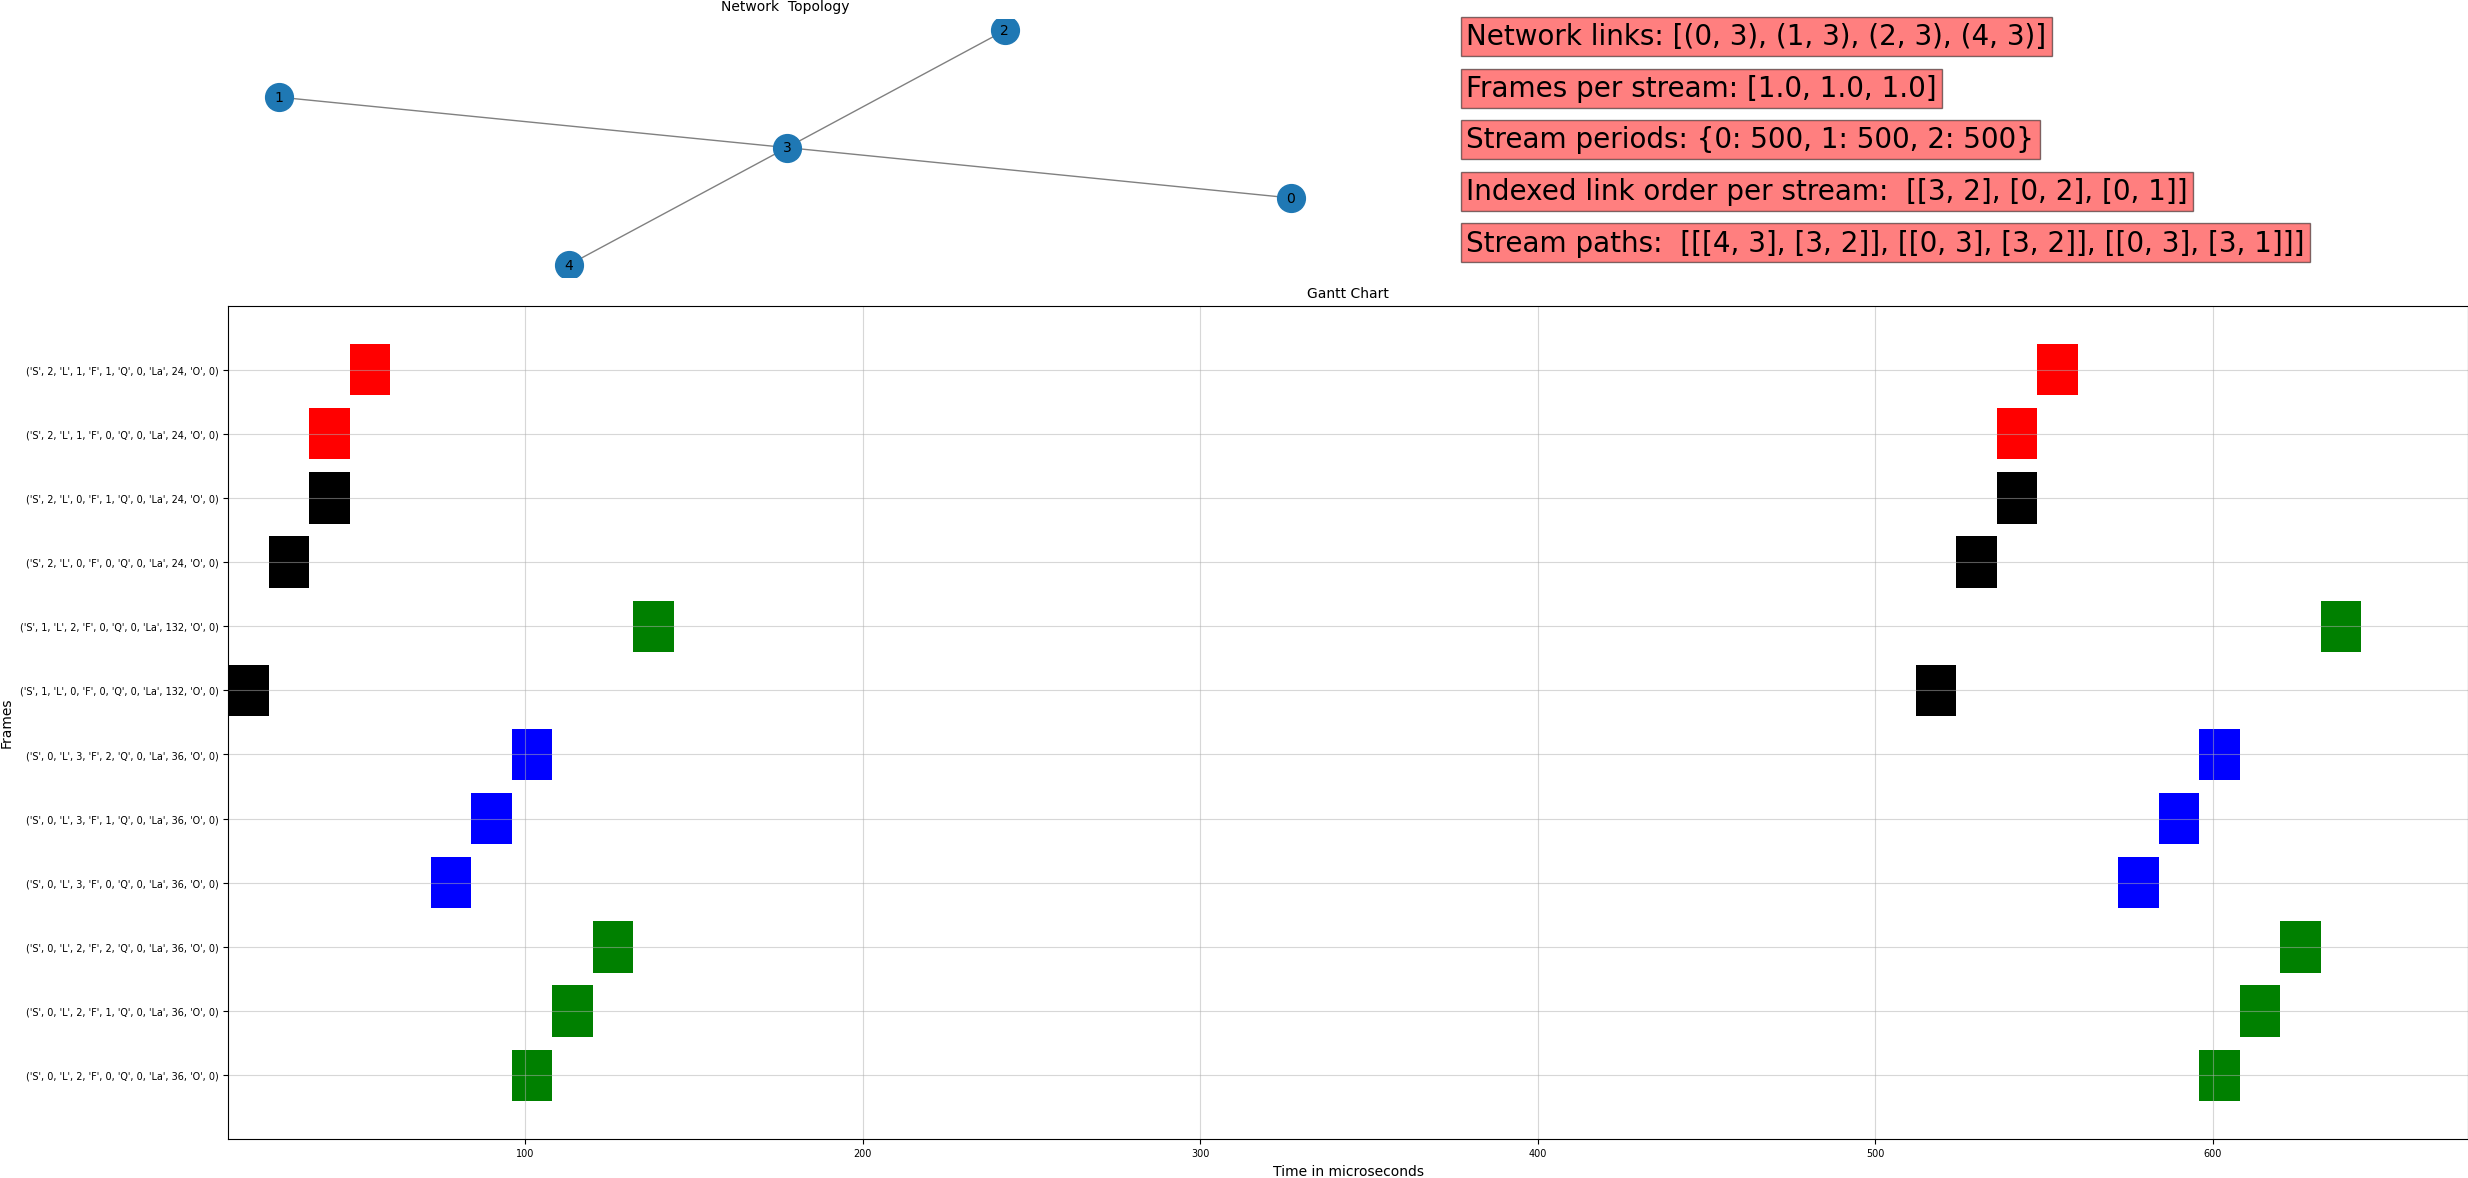 Network  Topology
2
1
3
0
4
Network links: [(0, 3), (1, 3), (2, 3), (4, 3)]
Frames per stream: [1.0, 1.0, 1.0]
Stream periods: {0: 500, 1: 500, 2: 500}
Indexed link order per stream:  [[3, 2], [0, 2], [0, 1]]
Stream paths:  [[[4, 3], [3, 2]], [[0, 3], [3, 2]], [[0, 3], [3, 1]]]
Gantt Chart
Frames
('S', 2, 'L', 1, 'F', 1, 'Q', 0, 'La', 24, 'O', 0)
('S', 2, 'L', 1, 'F', 0, 'Q', 0, 'La', 24, 'O', 0)
('S', 2, 'L', 0, 'F', 1, 'Q', 0, 'La', 24, 'O', 0)
('S', 2, 'L', 0, 'F', 0, 'Q', 0, 'La', 24, 'O', 0)
('S', 1, 'L', 2, 'F', 0, 'Q', 0, 'La', 132, 'O', 0)
('S', 1, 'L', 0, 'F', 0, 'Q', 0, 'La', 132, 'O', 0)
('S', 0, 'L', 3, 'F', 2, 'Q', 0, 'La', 36, 'O', 0)
('S', 0, 'L', 3, 'F', 1, 'Q', 0, 'La', 36, 'O', 0)
('S', 0, 'L', 3, 'F', 0, 'Q', 0, 'La', 36, 'O', 0)
('S', 0, 'L', 2, 'F', 2, 'Q', 0, 'La', 36, 'O', 0)
('S', 0, 'L', 2, 'F', 1, 'Q', 0, 'La', 36, 'O', 0)
('S', 0, 'L', 2, 'F', 0, 'Q', 0, 'La', 36, 'O', 0)
100 200 300 400 500 600
Time in microseconds